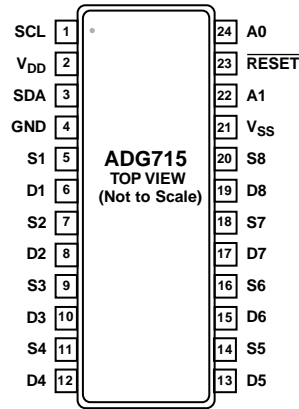 SCL 1 24 A0
VDD 2 23 RESET
SDA 3 22 A1
GND 4 21 VSS
S1 5 ADG715 20 S8
D1 6 TOP VIEW 19 D8
(Not to Scale)
S2 7 18 S7
D2 8 17 D7
S3 9 16 S6
D3 10 15 D6
S4 11 14 S5
D4 12 13 D5